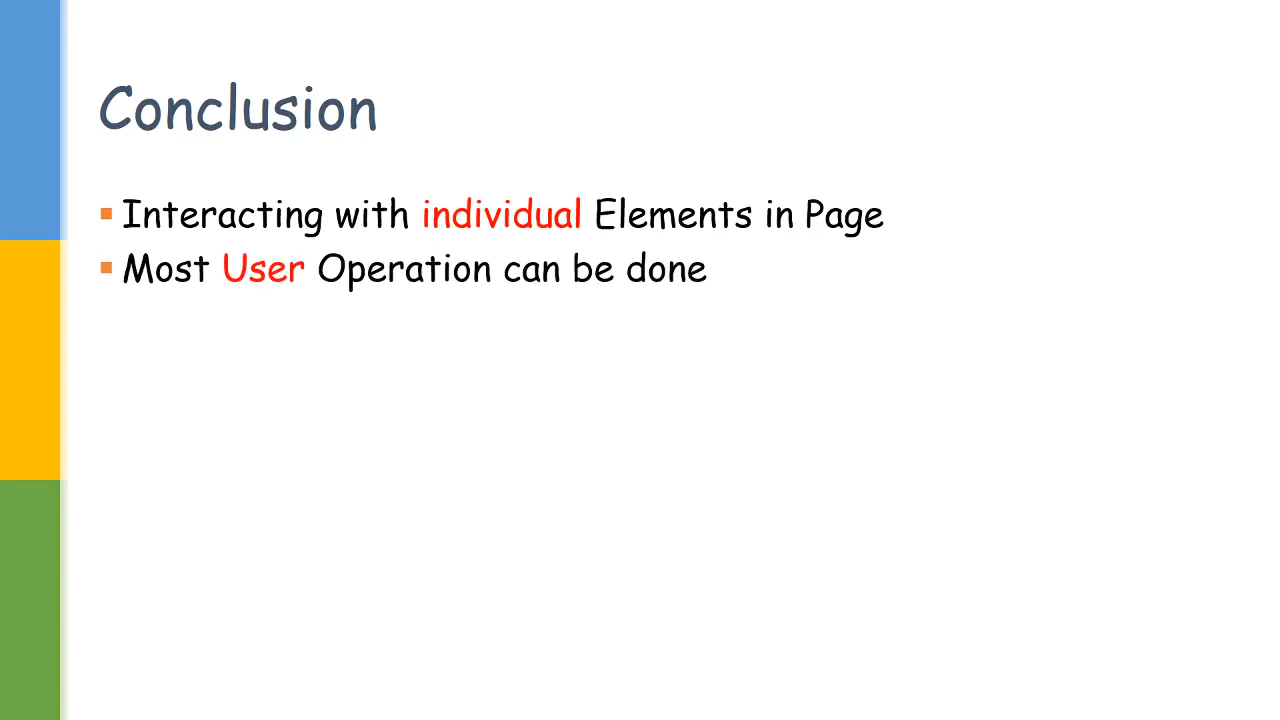 Conclusion
Interacting with individual Elements in Page
Most User Operation can be done